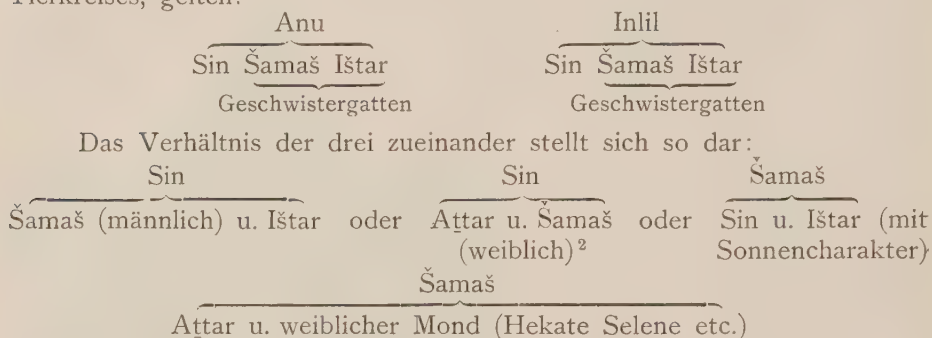 Tierkreises, gelten:
Anu Inlil
Sin Šamaš Ištar Sin Šamaš Ištar
Geschwistergatten Geschwistergatten
Das Verhältnis der drei zueinander stellt sich so dar:
Sin Sin Šamaš
Šamaš (männlich) u. Ištar oder Aṯtar u. Šamaš oder Sin u. Ištar (mit
(weiblich)² Sonnencharakter)
Šamaš
Aṯtar u. weiblicher Mond (Hekate Selene etc.)